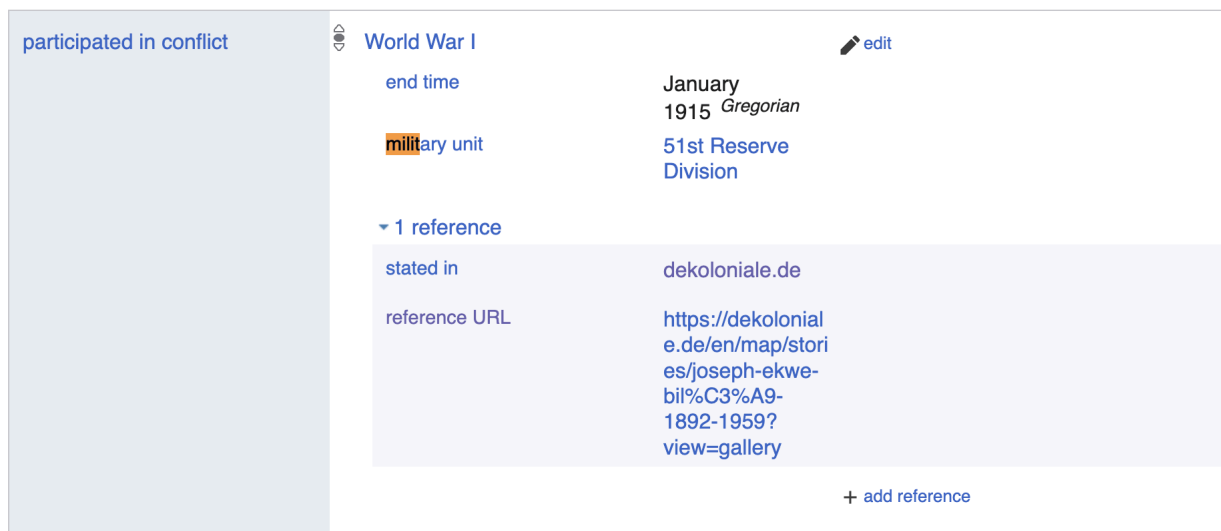 participated in conflict
World War I
edit
end time
January
1915 Gregorian
military unit
51st Reserve
Division
1 reference
stated in
dekoloniale.de
reference URL
https://dekolonial
e.de/en/map/stori
es/joseph-ekwe-
bil%C3%A9-
1892-1959?
view=gallery
+ add reference